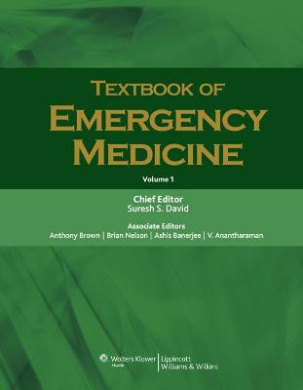 TEXTBOOK OF
EMERGENCY
MEDICINE
Volume 1
Chief Editor
Suresh S. David
Associate Editors
Anthony Brown | Brian Nelson | Ashis Banerjee | V. Anantharaman
Wolters Kluwer | Lippincott
Health | Williams & Wilkins